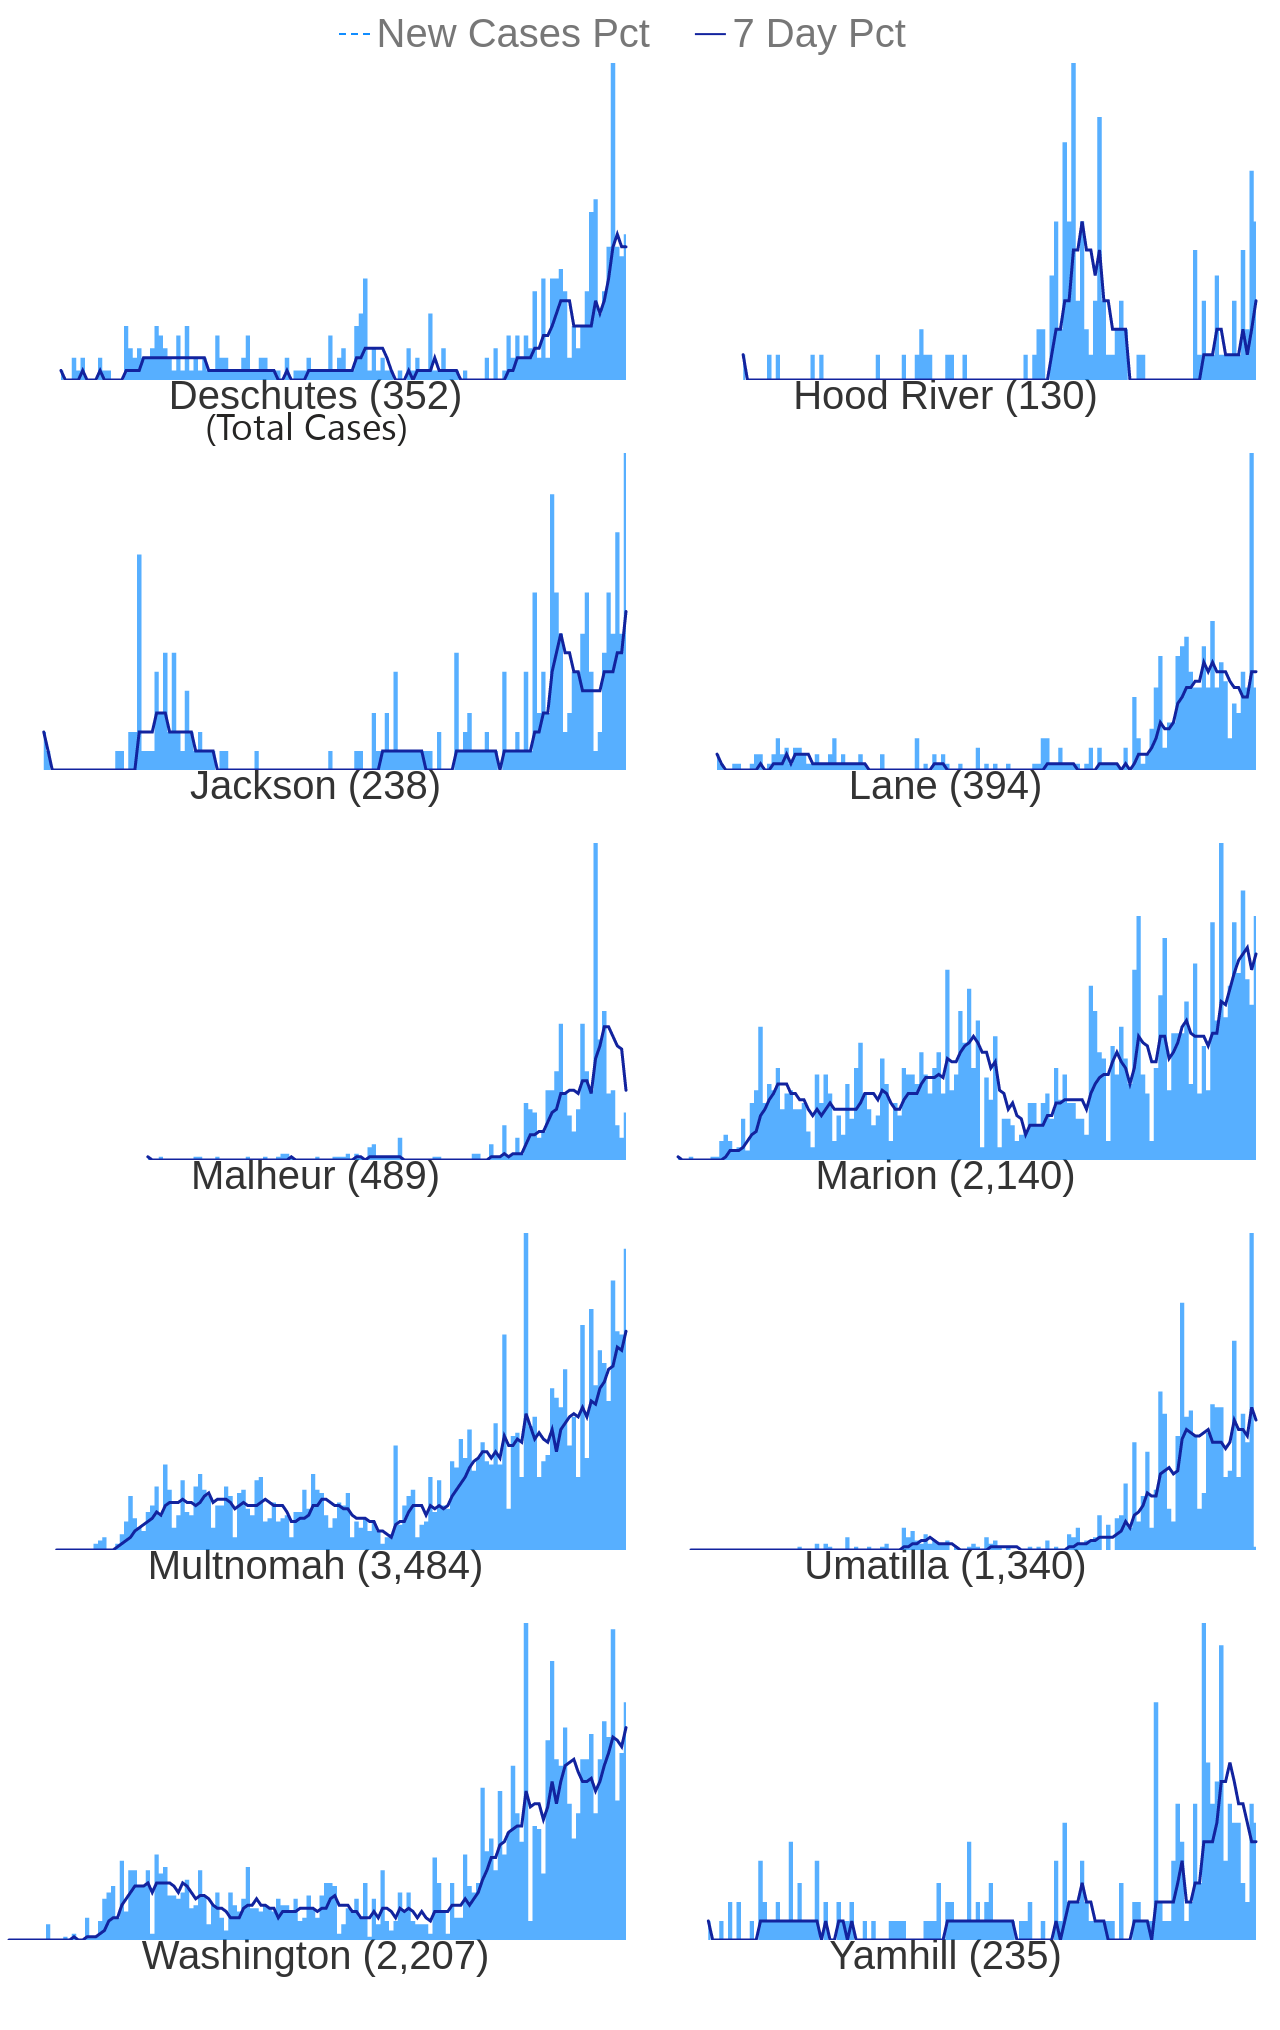 New Cases Pct 7 Day Pct
Deschutes (352) Hood River (130)
(Total Cases)
Jackson (238) Lane (394)
Malheur (489) Marion (2,140)
Multnomah (3,484) Umatilla (1,340)
Washington (2,207) Yamhill (235)